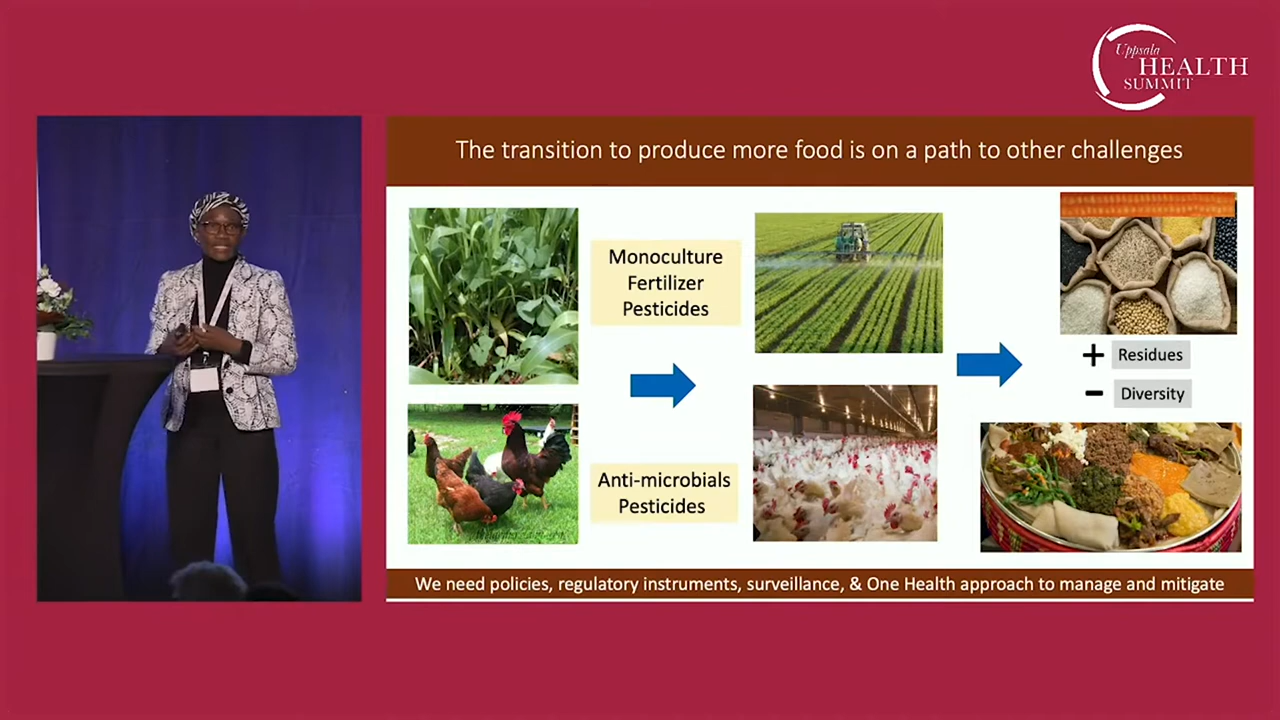 Uppsala
HEALTH
SUMMIT
The transition to produce more food is on a path to other challenges
Monoculture
Fertilizer
Pesticides
+ Residues
− Diversity
Anti-microbials
Pesticides
We need policies, regulatory instruments, surveillance, & One Health approach to manage and mitigate